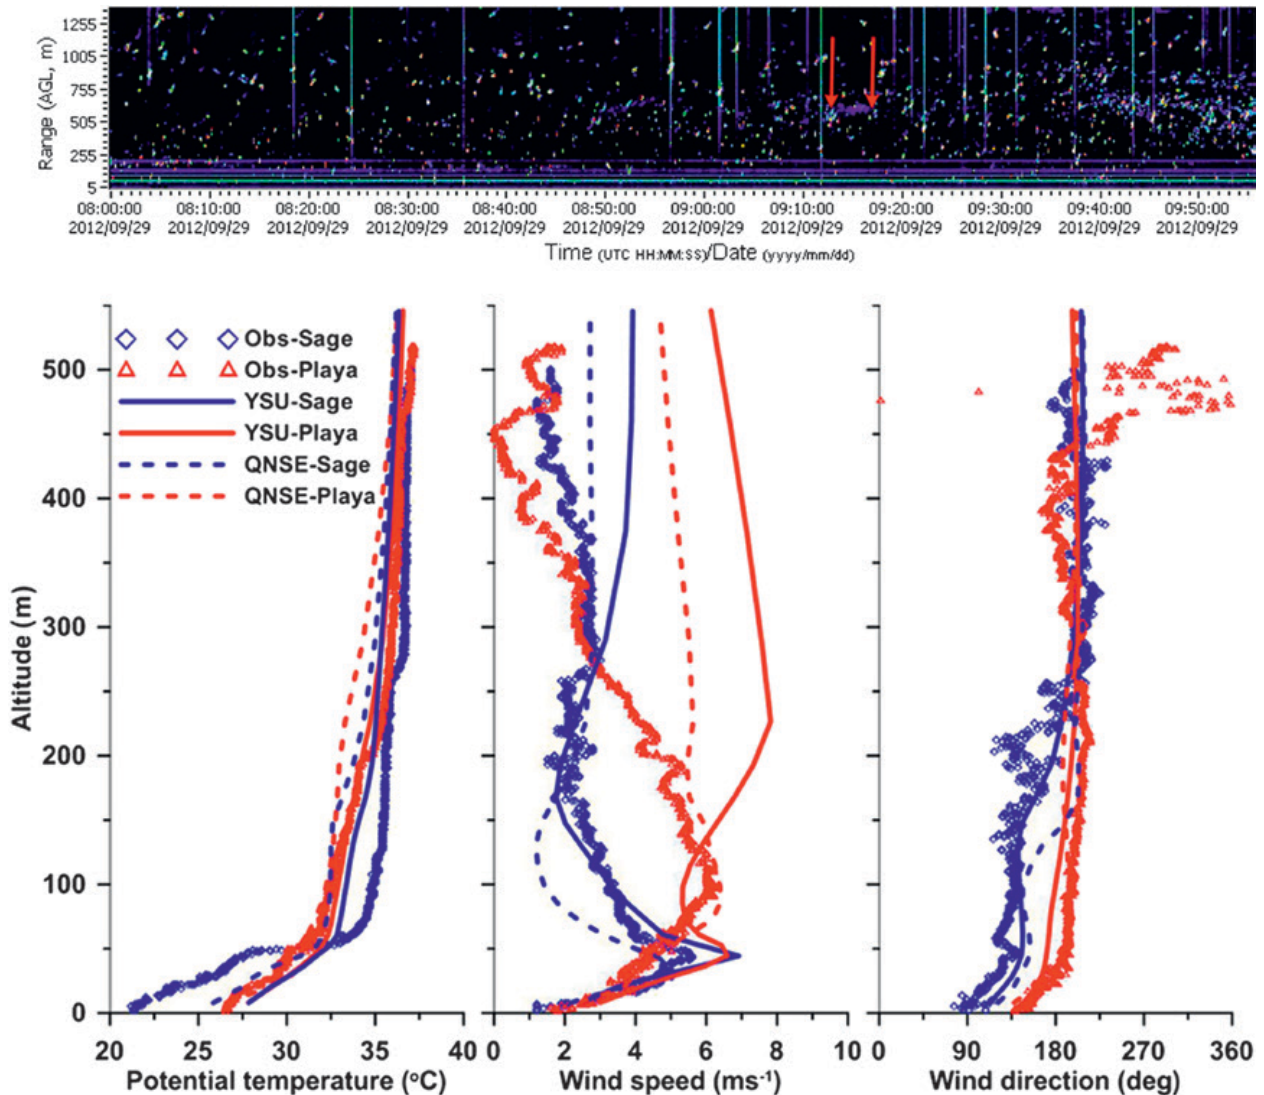 Range (AGL, m)
1255
1005
755
505
255
5
08:00:00 08:10:00 08:20:00 08:30:00 08:40:00 08:50:00 09:00:00 09:10:00 09:20:00 09:30:00 09:40:00 09:50:00
2012/09/29 2012/09/29 2012/09/29 2012/09/29 2012/09/29 2012/09/29 2012/09/29 2012/09/29 2012/09/29 2012/09/29 2012/09/29 2012/09/29
Time (UTC HH:MM:SS)/Date (yyyy/mm/dd)
Altitude (m)
500
400
300
200
100
0
Obs-Sage
Obs-Playa
YSU-Sage
YSU-Playa
QNSE-Sage
QNSE-Playa
20 25 30 35 40
Potential temperature (°C)
0 2 4 6 8 10
Wind speed (ms-1)
0 90 180 270 360
Wind direction (deg)